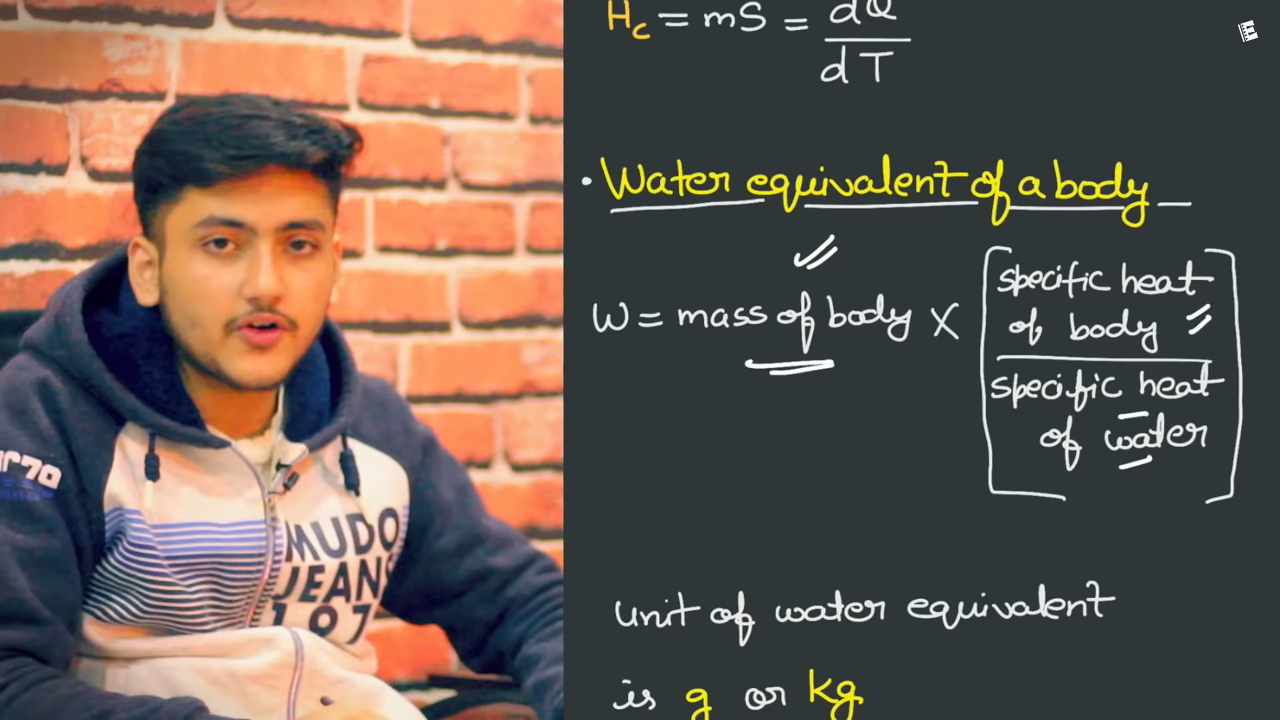 Hc = mS = dQ
dT
• Water equivalent of a body
W = mass of body × [specific heat
of body
specific heat
of water]
unit of water equivalent
is g or kg
MUDO
JEANS
197
E